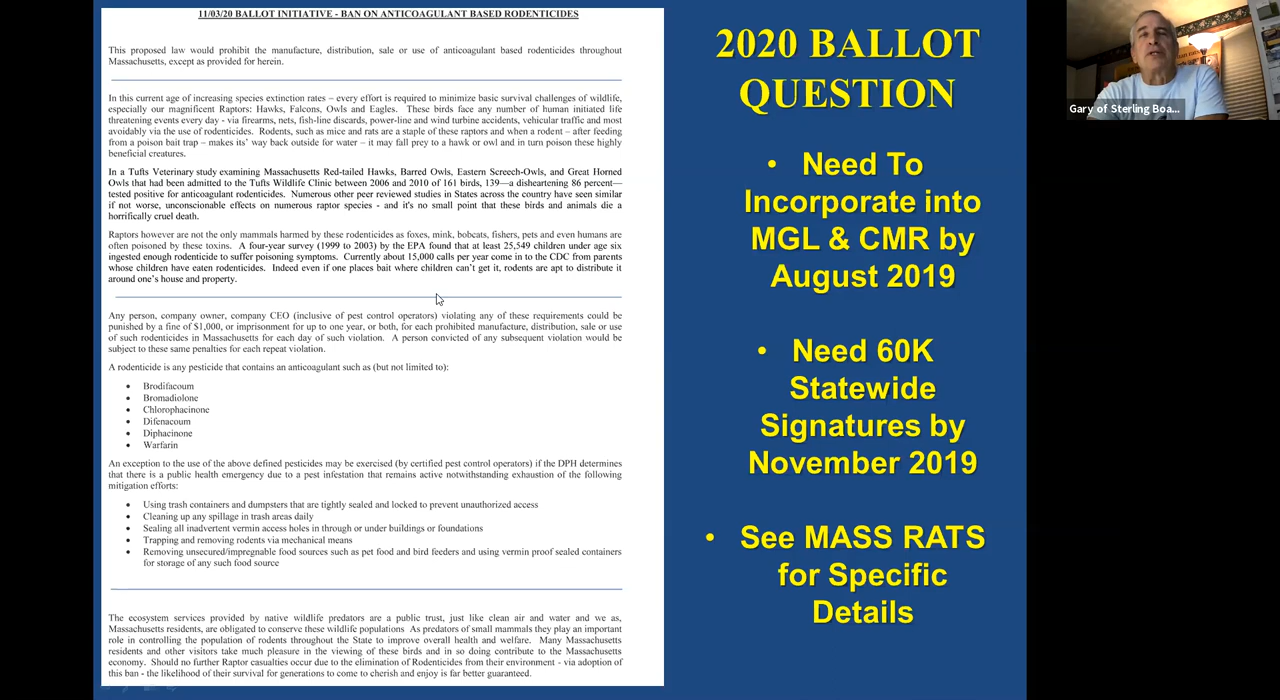 11/03/20 BALLOT INITIATIVE - BAN ON ANTICOAGULANT BASED RODENTICIDES
This proposed law would prohibit the manufacture, distribution, sale or use of anticoagulant based rodenticides throughout
Massachusetts, except as provided for herein.
In this current age of increasing species extinction rates – every effort is required to minimize basic survival challenges of wildlife,
especially our magnificent Raptors: Hawks, Falcons, Owls and Eagles. These birds face any number of human initiated life
threatening events every day - via firearms, nets, fish-line discards, power-line and wind turbine accidents, vehicular traffic and most
avoidably via the use of rodenticides. Rodents, such as mice and rats are a staple of these raptors and when a rodent – after feeding
from a poison bait trap – makes its' way back outside for water – it may fall prey to a hawk or owl and in turn poison these highly
beneficial creatures.
In a Tufts Veterinary study examining Massachusetts Red-tailed Hawks, Barred Owls, Eastern Screech-Owls, and Great Horned
Owls that had been admitted to the Tufts Wildlife Clinic between 2006 and 2010 of 161 birds, 139—a disheartening 86 percent—
tested positive for anticoagulant rodenticides. Numerous other peer reviewed studies in States across the country have seen similar
if not worse, unconscionable effects on numerous raptor species - and it's no small point that these birds and animals die a
horrifically cruel death.
Raptors however are not the only mammals harmed by these rodenticides as foxes, mink, bobcats, fishers, pets and even humans are
often poisoned by these toxins. A four-year survey (1999 to 2003) by the EPA found that at least 25,549 children under age six
ingested enough rodenticide to suffer poisoning symptoms. Currently about 15,000 calls per year come in to the CDC from parents
whose children have eaten rodenticides. Indeed even if one places bait where children can't get it, rodents are apt to distribute it
around one's house and property.
Any person, company owner, company CEO (inclusive of pest control operators) violating any of these requirements could be
punished by a fine of $1,000, or imprisonment for up to one year, or both, for each prohibited manufacture, distribution, sale or use
of such rodenticides in Massachusetts for each day of such violation. A person convicted of any subsequent violation would be
subject to these same penalties for each repeat violation.
A rodenticide is any pesticide that contains an anticoagulant such as (but not limited to):
• Brodifacoum
• Bromadiolone
• Chlorophacinone
• Difenacoum
• Diphacinone
• Warfarin
An exception to the use of the above defined pesticides may be exercised (by certified pest control operators) if the DPH determines
that there is a public health emergency due to a pest infestation that remains active notwithstanding exhaustion of the following
mitigation efforts:
• Using trash containers and dumpsters that are tightly sealed and locked to prevent unauthorized access
• Cleaning up any spillage in trash areas daily
• Sealing all inadvertent vermin access holes in through or under buildings or foundations
• Trapping and removing rodents via mechanical means
• Removing unsecured/impregnable food sources such as pet food and bird feeders and using vermin proof sealed containers
for storage of any such food source
The ecosystem services provided by native wildlife predators are a public trust, just like clean air and water and we as,
Massachusetts residents, are obligated to conserve these wildlife populations As predators of small mammals they play an important
role in controlling the population of rodents throughout the State to improve overall health and welfare. Many Massachusetts
residents and other visitors take much pleasure in the viewing of these birds and in so doing contribute to the Massachusetts
economy. Should no further Raptor casualties occur due to the elimination of Rodenticides from their environment - via adoption of
this ban - the likelihood of their survival for generations to come to cherish and enjoy is far better guaranteed.
2020 BALLOT
QUESTION
• Need To
Incorporate into
MGL & CMR by
August 2019
• Need 60K
Statewide
Signatures by
November 2019
• See MASS RATS
for Specific
Details
Gary of Sterling Boa...